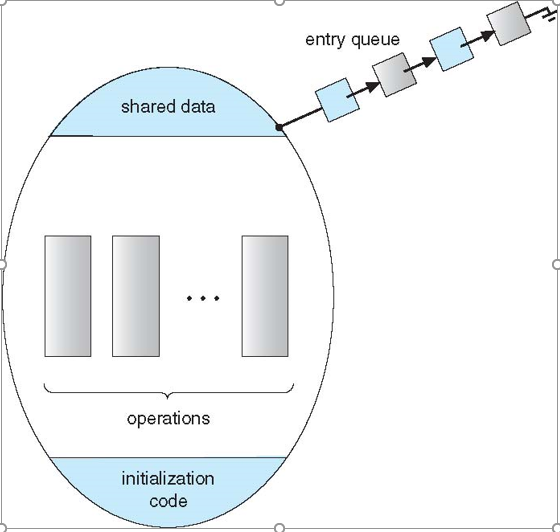 entry queue
shared data
...
operations
initialization
code